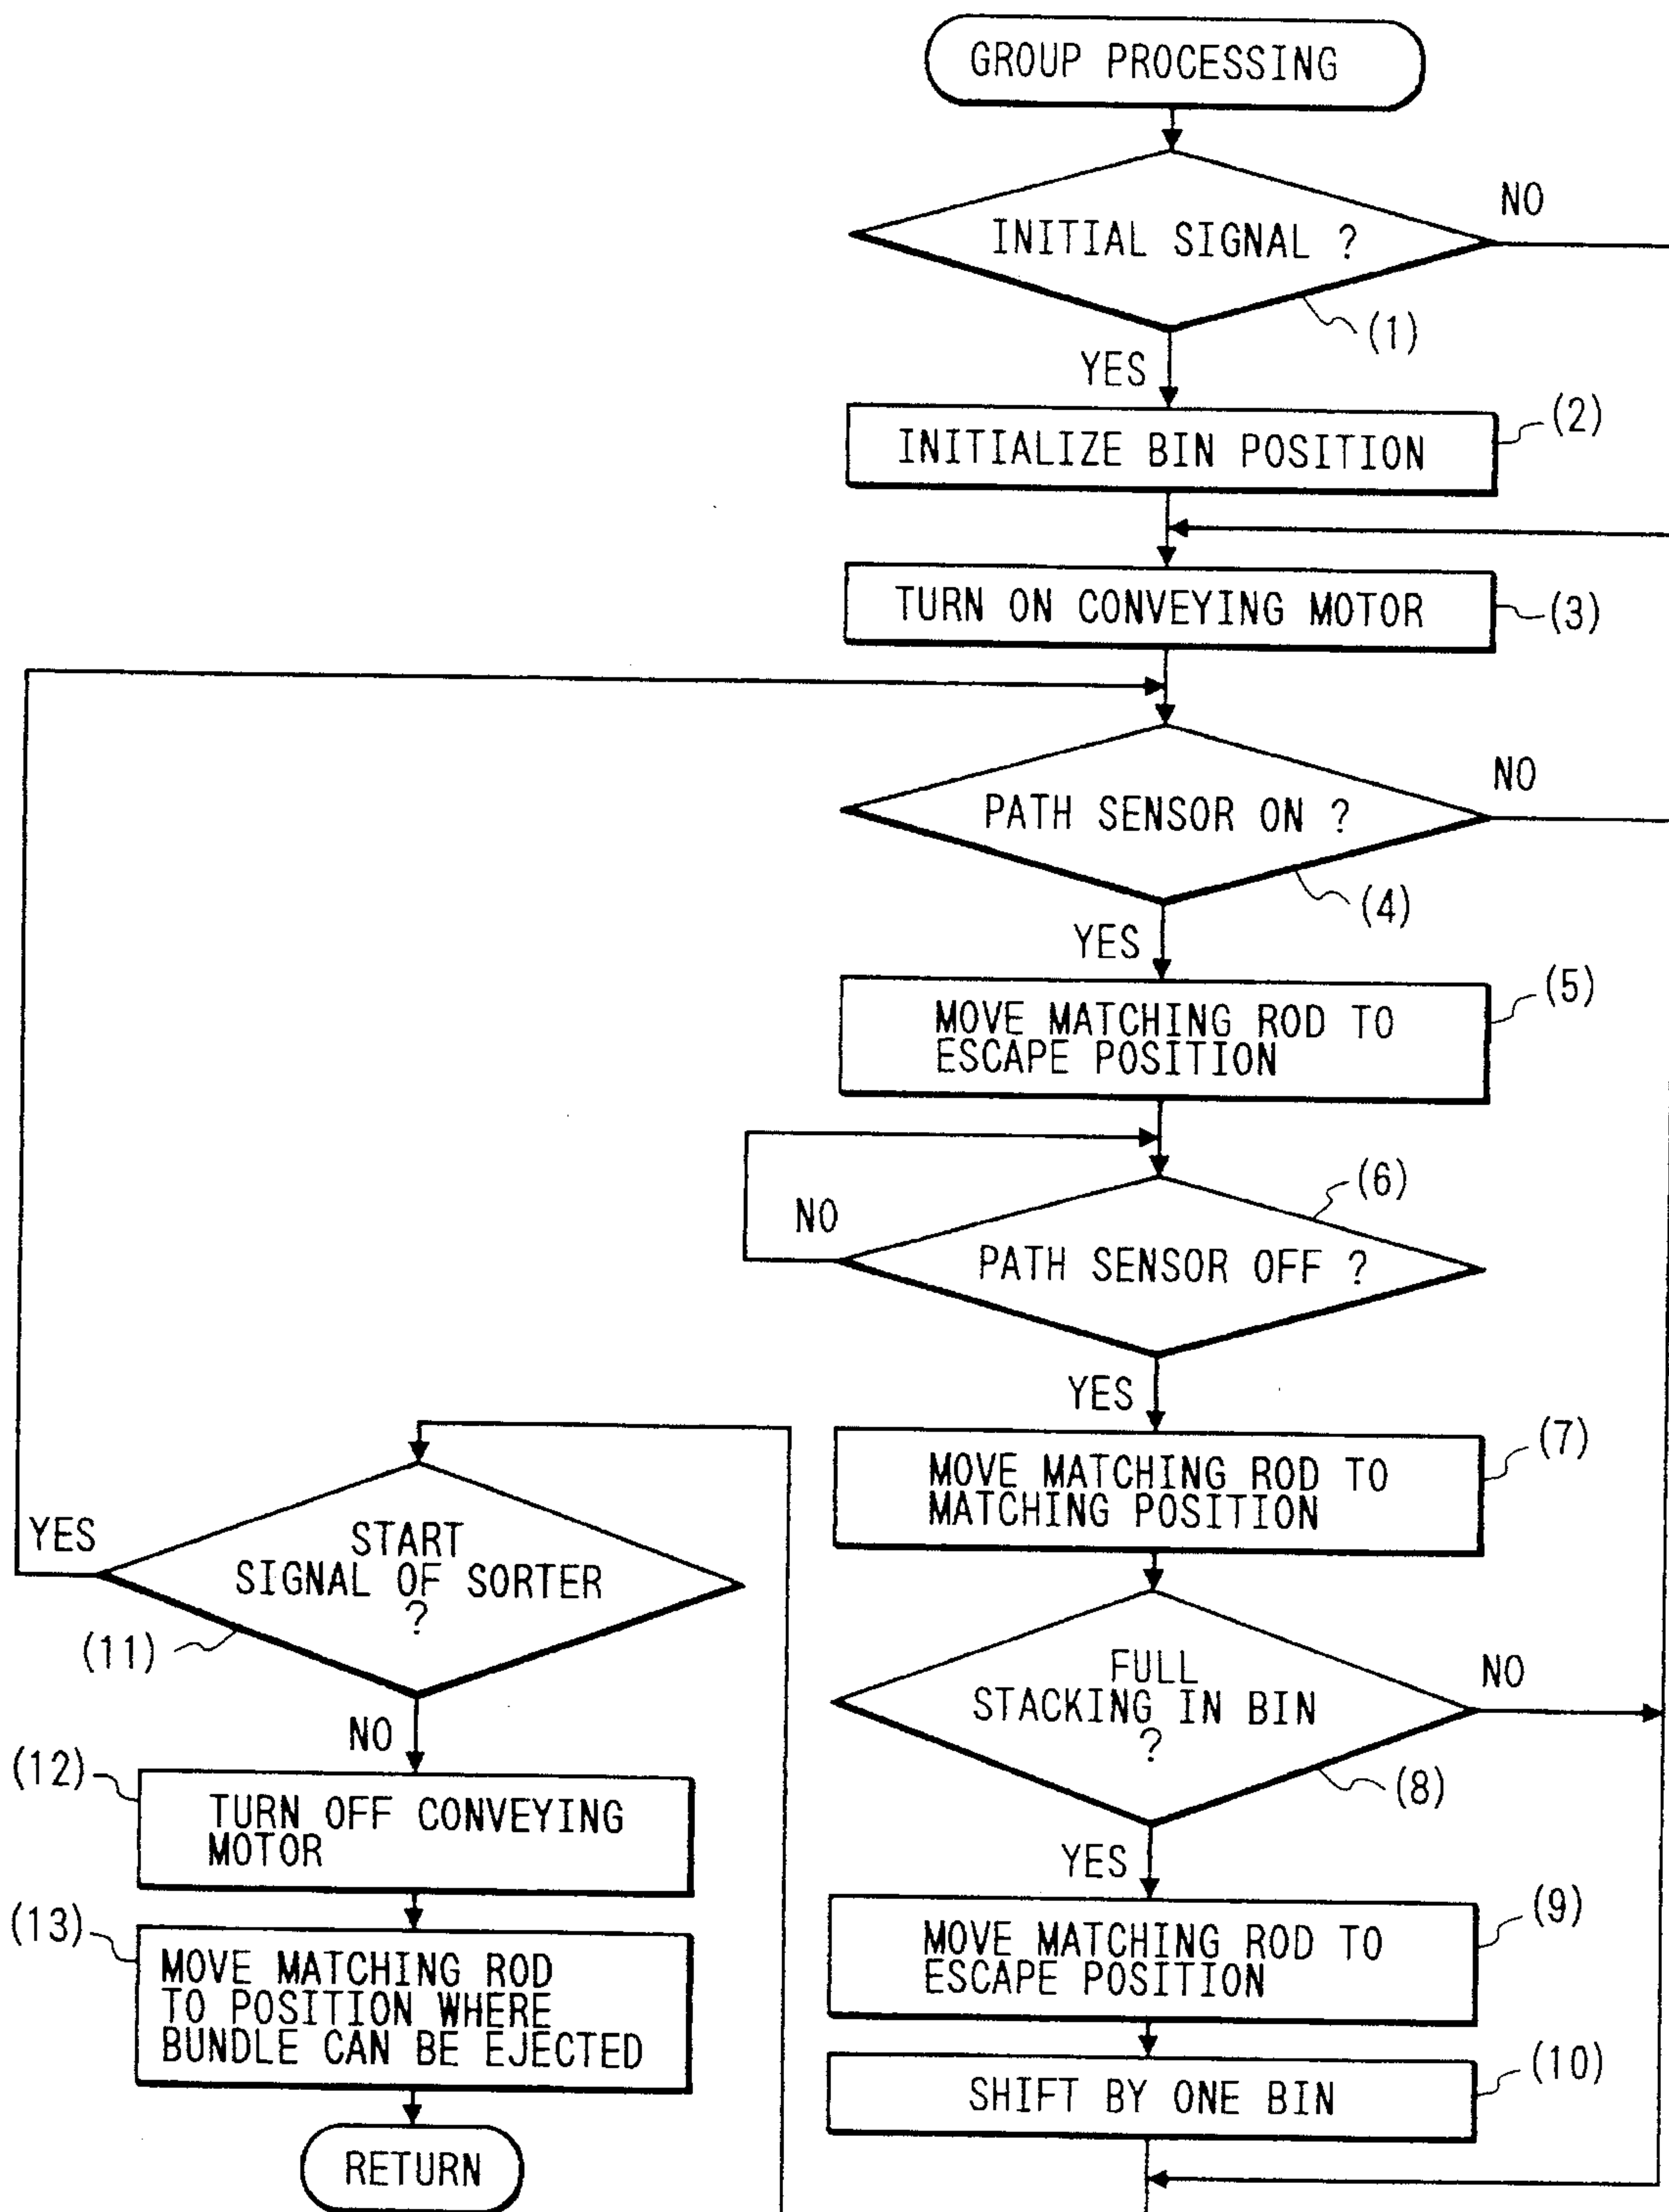 GROUP PROCESSING
INITIAL SIGNAL ?
NO
(1)
YES
INITIALIZE BIN POSITION
(2)
TURN ON CONVEYING MOTOR
(3)
PATH SENSOR ON ?
NO
(4)
YES
MOVE MATCHING ROD TO
ESCAPE POSITION
(5)
PATH SENSOR OFF ?
(6)
NO
YES
MOVE MATCHING ROD TO
MATCHING POSITION
(7)
FULL
STACKING IN BIN
?
NO
(8)
YES
MOVE MATCHING ROD TO
ESCAPE POSITION
(9)
SHIFT BY ONE BIN
(10)
START
SIGNAL OF SORTER
?
YES
(11)
NO
(12)
TURN OFF CONVEYING
MOTOR
(13)
MOVE MATCHING ROD
TO POSITION WHERE
BUNDLE CAN BE EJECTED
RETURN